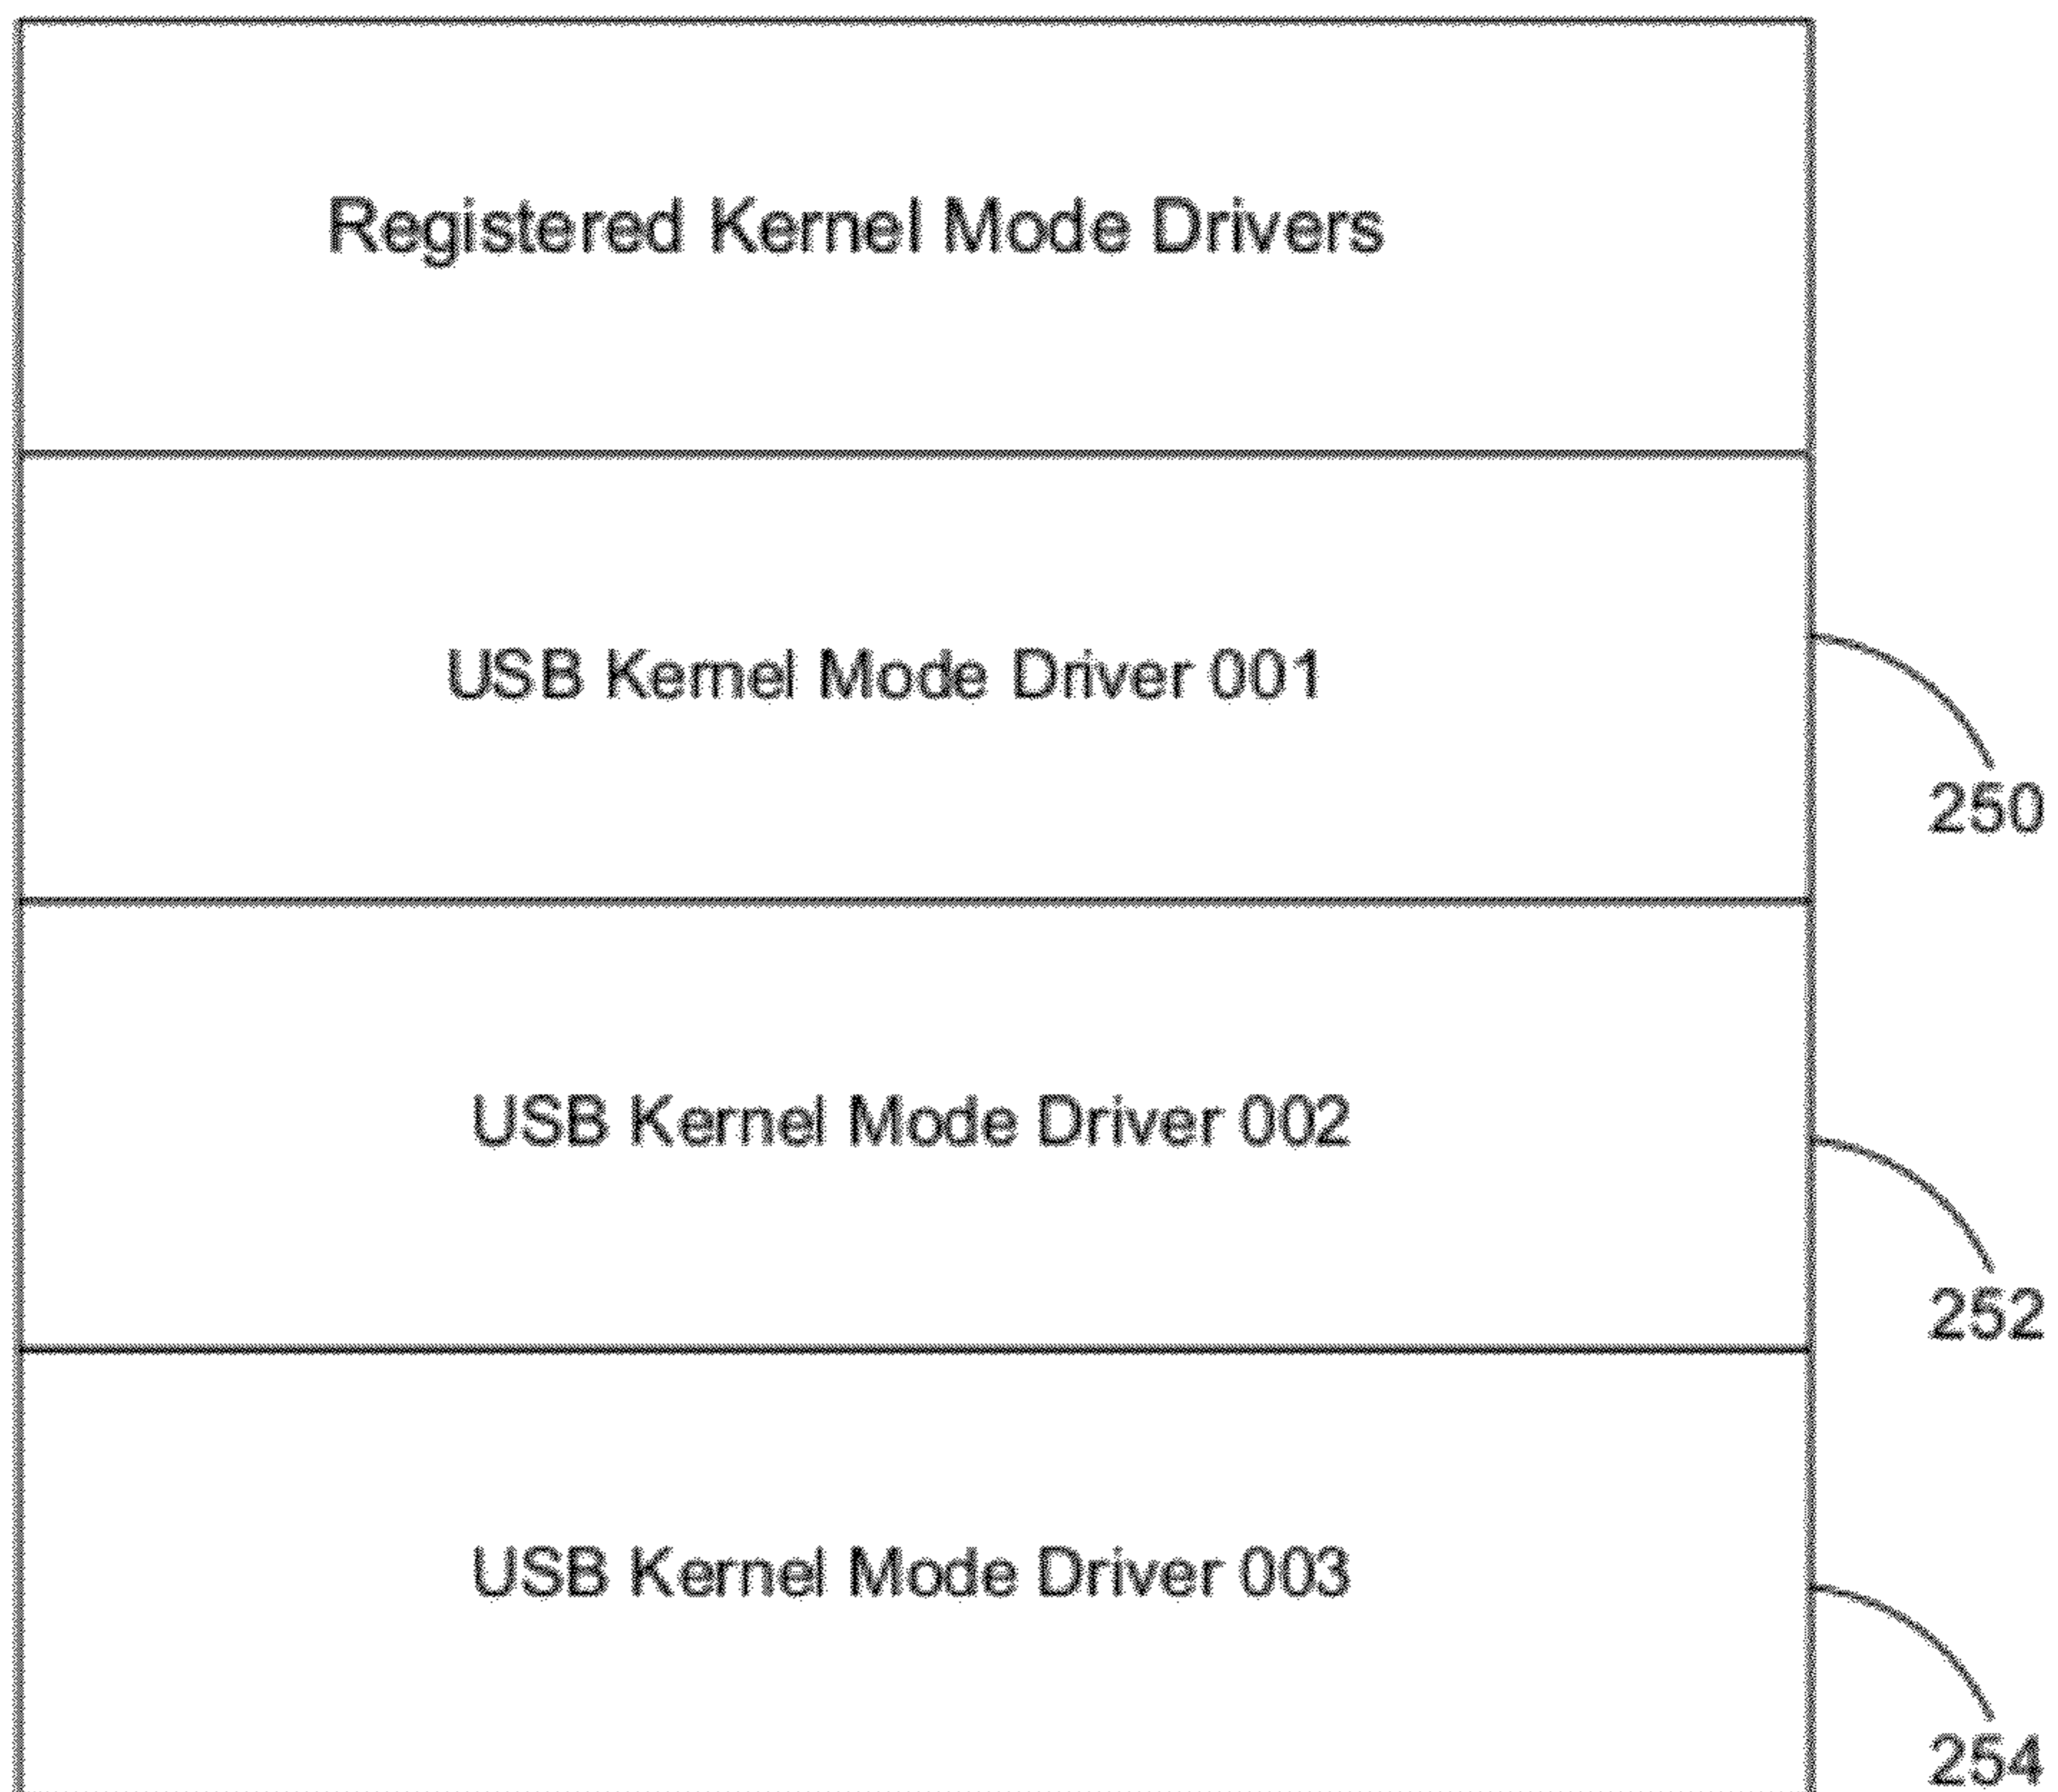 Registered Kernel Mode Drivers
USB Kernel Mode Driver 001
250
USB Kernel Mode Driver 002
252
USB Kernel Mode Driver 003
254